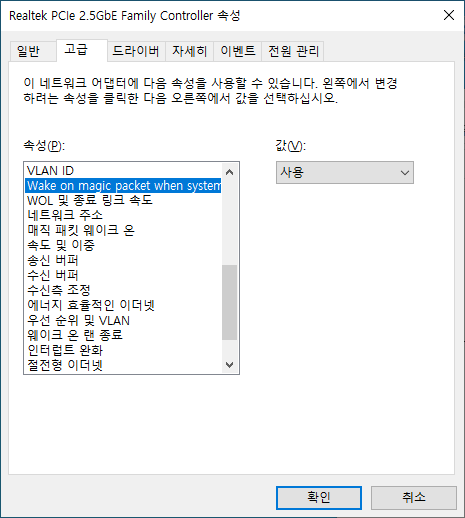 Realtek PCIe 2.5GbE Family Controller 속성
일반 고급 드라이버 자세히 이벤트 전원 관리
이 네트워크 어댑터에 다음 속성을 사용할 수 있습니다. 왼쪽에서 변경
하려는 속성을 클릭한 다음 오른쪽에서 값을 선택하십시오.
속성(P): 값(V):
VLAN ID 사용
Wake on magic packet when system
WOL 및 종료 링크 속도
네트워크 주소
매직 패킷 웨이크 온
속도 및 이중
송신 버퍼
수신 버퍼
수신측 조정
에너지 효율적인 이더넷
우선 순위 및 VLAN
웨이크 온 랜 종료
인터럽트 완화
절전형 이더넷
확인 취소